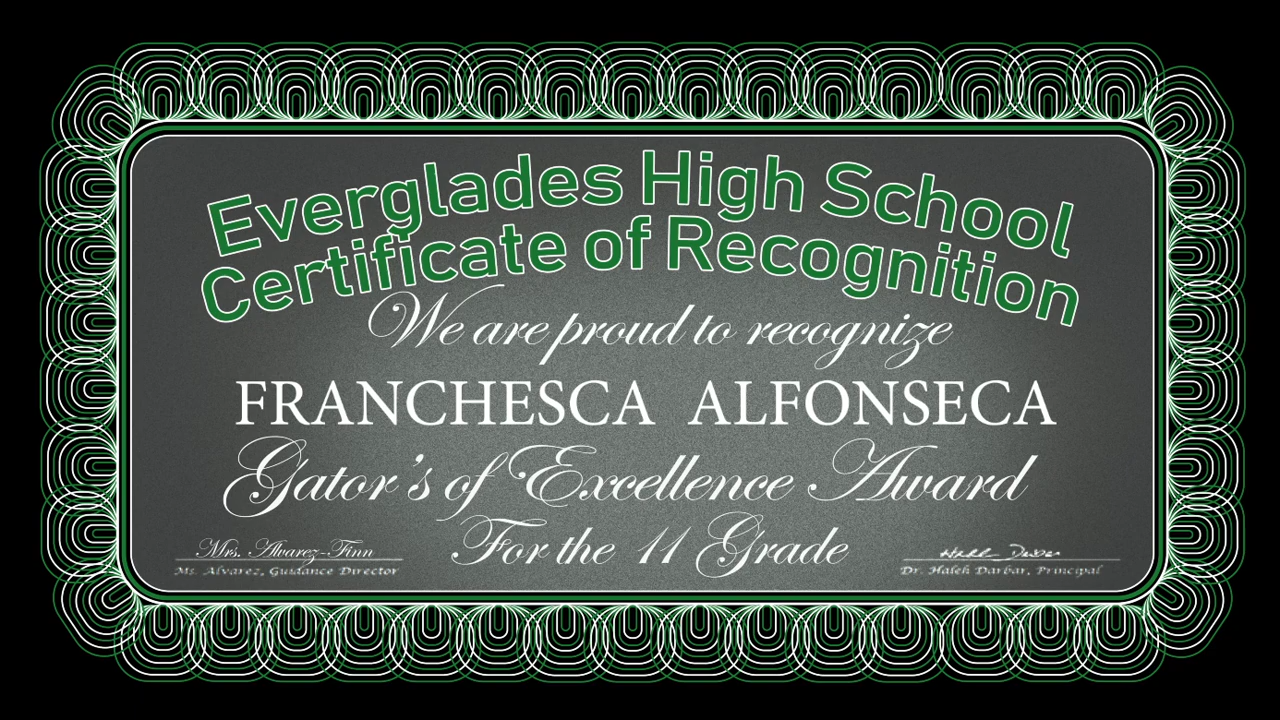 Everglades High School
Certificate of Recognition
We are proud to recognize
FRANCHESCA ALFONSECA
Gator's of Excellence Award
For the 11 Grade
Mrs. Alvarez-Finn
Ms. Alvarez, Guidance Director
Dr. Haleh Darbar, Principal